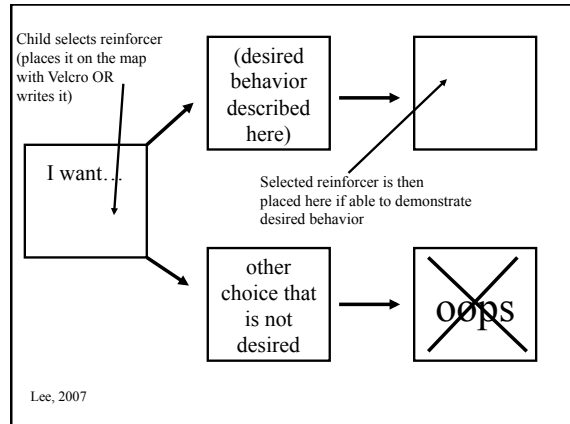 Child selects reinforcer
(places it on the map
with Velcro OR
writes it)
(desired
behavior
described
here)
I want…
Selected reinforcer is then
placed here if able to demonstrate
desired behavior
other
choice that
is not
desired
oops
Lee, 2007